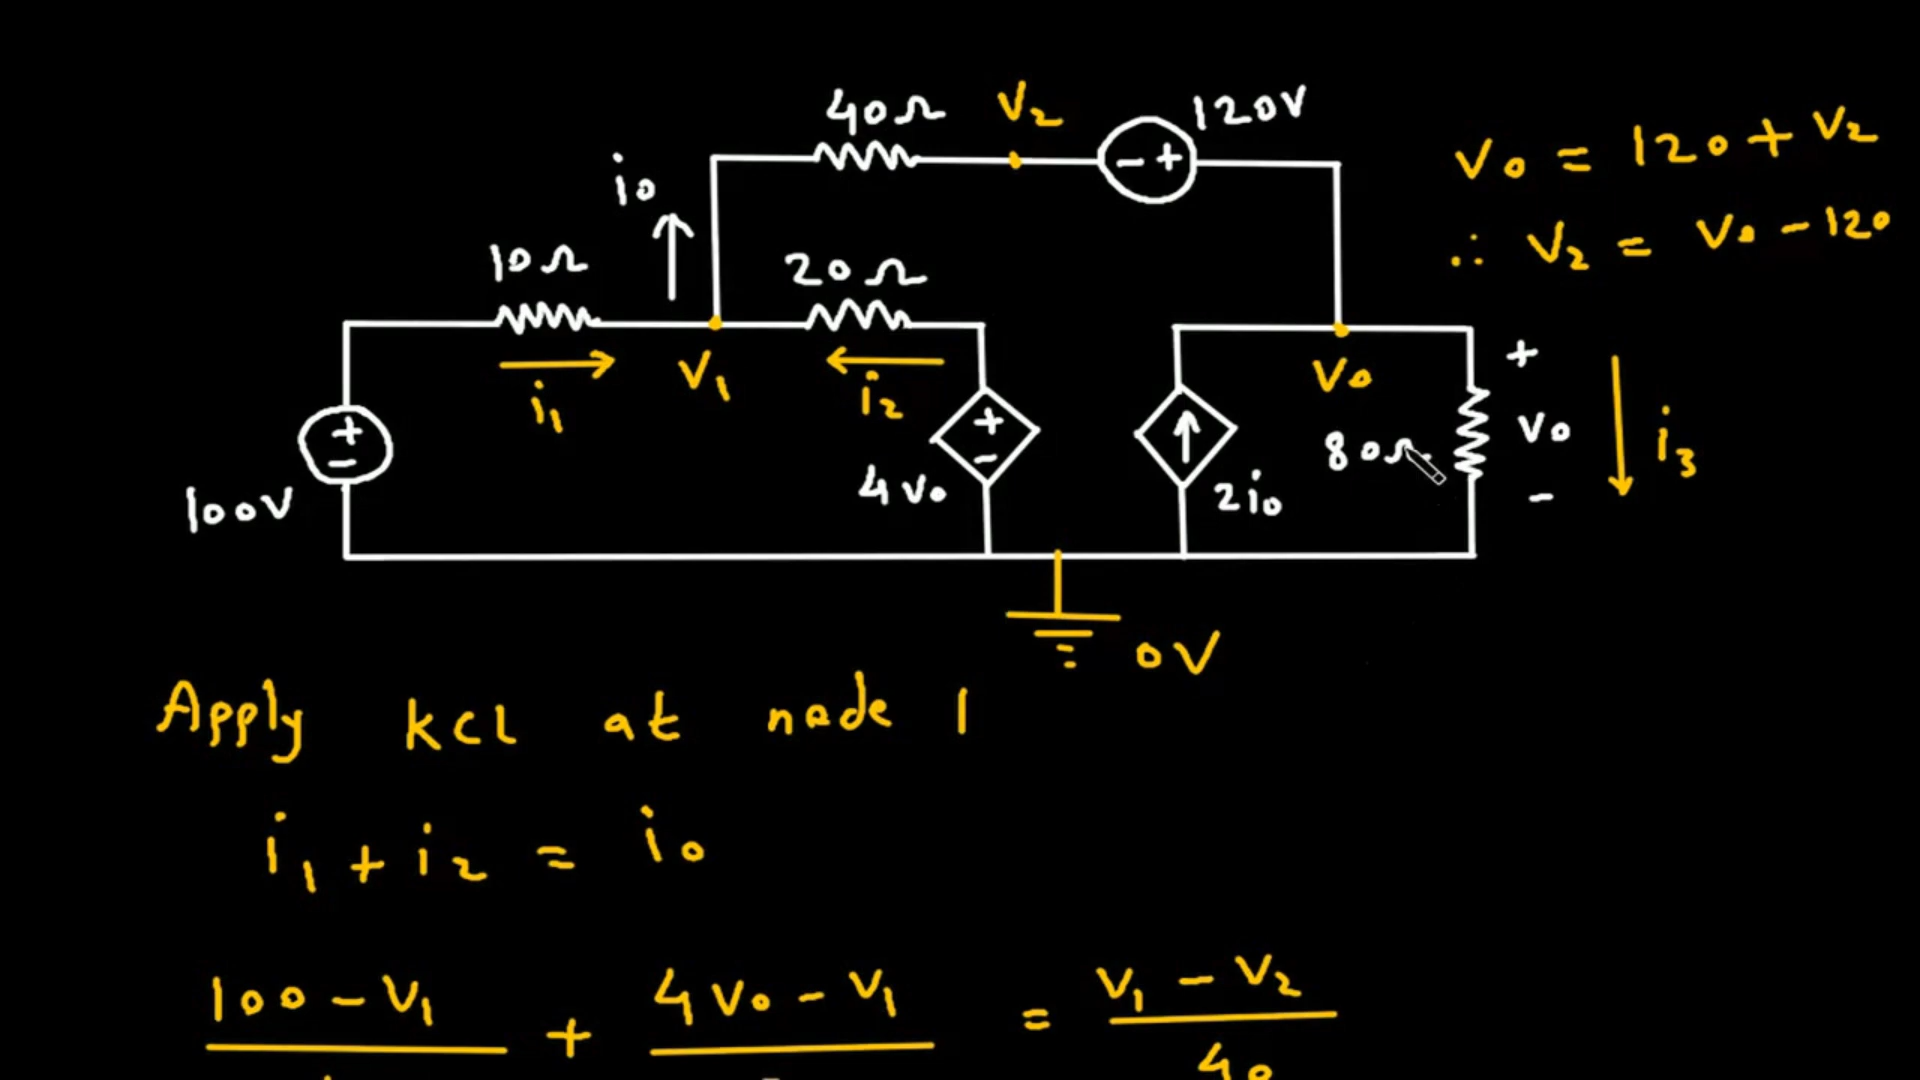 40Ω V₂ 120V
V₀ = 120 + V₂
i₀
∴ V₂ = V₀ - 120
10Ω 20Ω
+
i₁ V₁ i₂ V₀
- +
+ - 80Ω V₀ i₃
+ -
100V 4V₀ 2i₀ -
0V
Apply KCL at node 1
i₁ + i₂ = i₀
100 - V₁ + 4V₀ - V₁ = V₁ - V₂
40